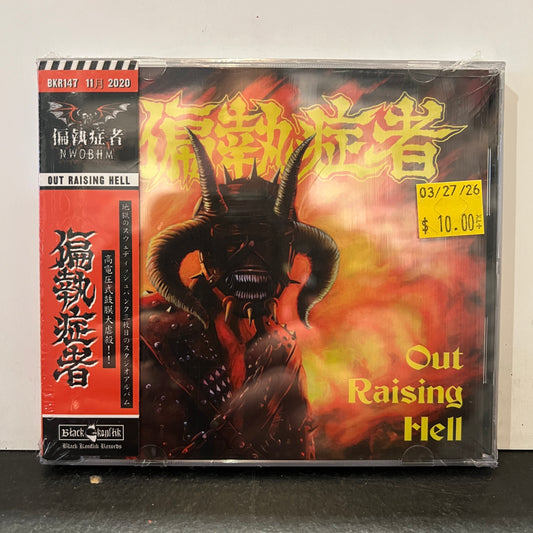 BKR147 11月 2020
偏執症者
NWOBHM
OUT RAISING HELL
偏執症者
地獄のスウェディッシュパンク三枚目のスタジオアルバム
高電圧式鼓膜大虐殺!!
Black Konflik
Black Konflik Records
偏執症者
03/27/26
$ 10.00
Out
Raising
Hell